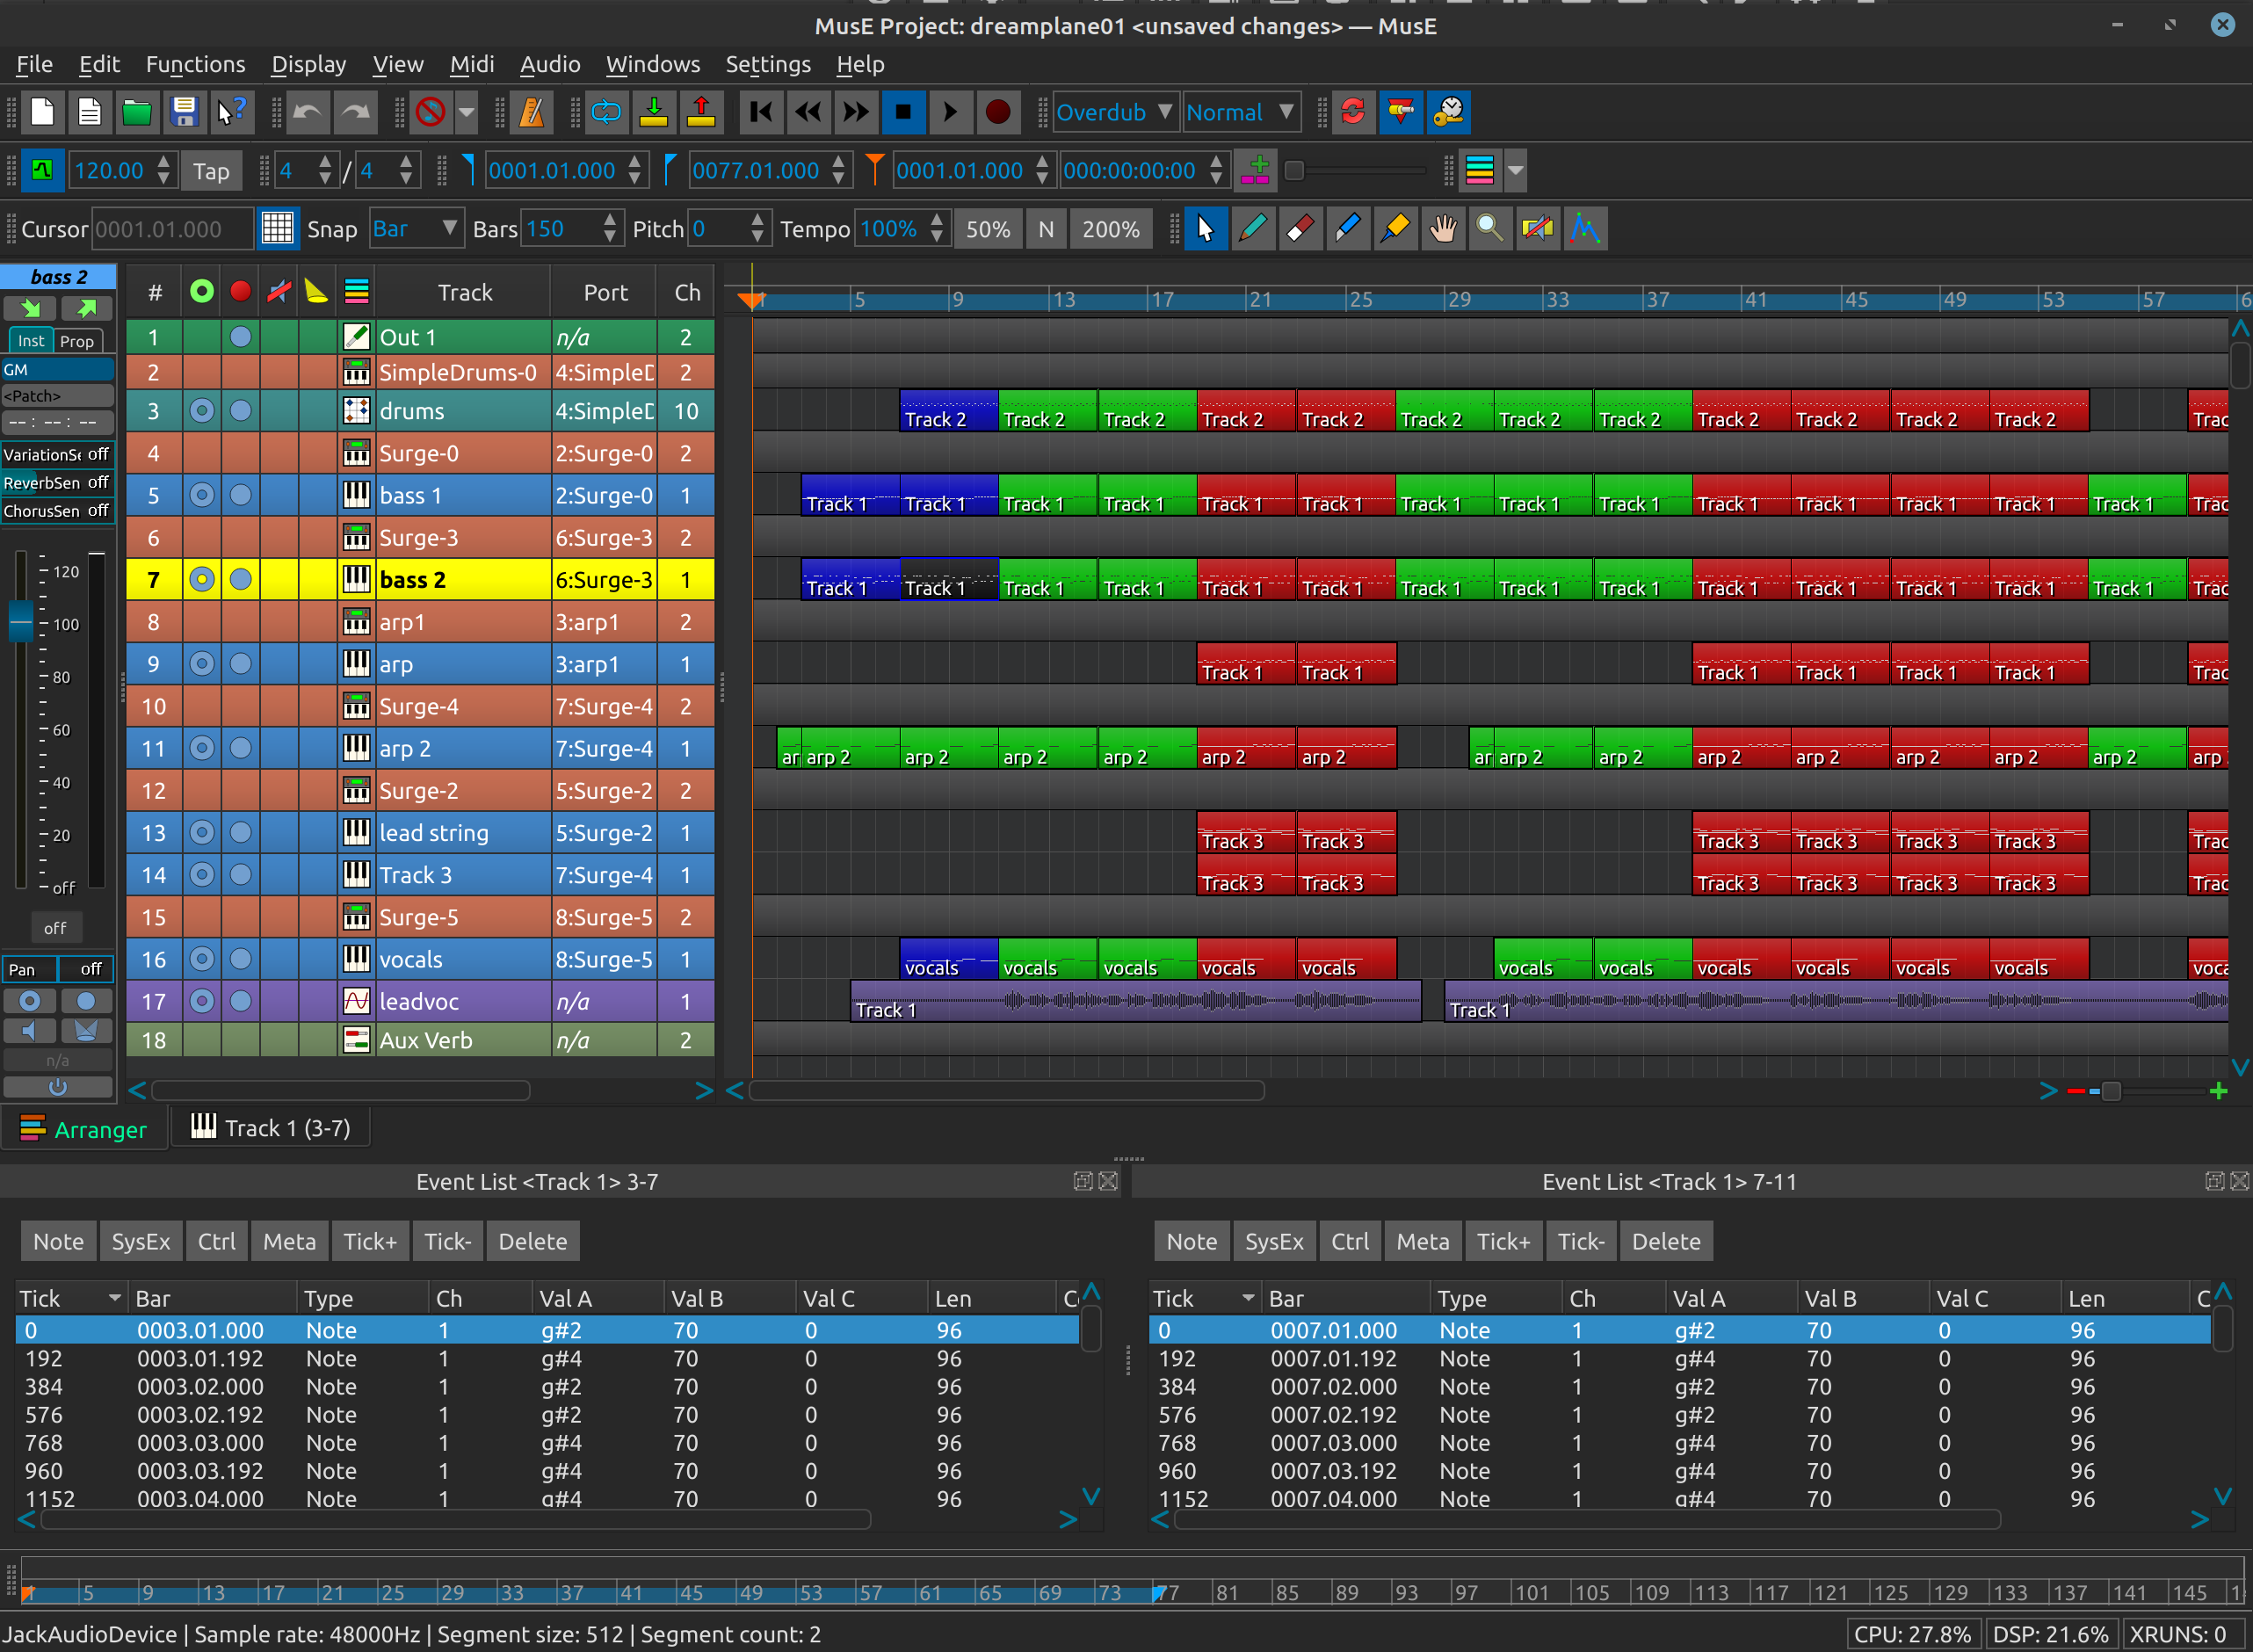 MusE Project: dreamplane01 <unsaved changes> — MusE
File Edit Functions Display View Midi Audio Windows Settings Help
Overdub Normal
120.00 Tap 4 / 4 0001.01.000 0077.01.000 0001.01.000 000:00:00:00
Cursor 0001.01.000 Snap Bar Bars 150 Pitch 0 Tempo 100% 50% N 200%
bass 2
Inst Prop
GM
<Patch>
-- : -- : --
VariationSe off
ReverbSen off
ChorusSen off
120
100
80
60
40
20
off
off
Pan off
n/a
# Track Port Ch
1 Out 1 n/a 2
2 SimpleDrums-0 4:SimpleD 2
3 drums 4:SimpleD 10
4 Surge-0 2:Surge-0 2
5 bass 1 2:Surge-0 1
6 Surge-3 6:Surge-3 2
7 bass 2 6:Surge-3 1
8 arp1 3:arp1 2
9 arp 3:arp1 1
10 Surge-4 7:Surge-4 2
11 arp 2 7:Surge-4 1
12 Surge-2 5:Surge-2 2
13 lead string 5:Surge-2 1
14 Track 3 7:Surge-4 1
15 Surge-5 8:Surge-5 2
16 vocals 8:Surge-5 1
17 leadvoc n/a 1
18 Aux Verb n/a 2
1 5 9 13 17 21 25 29 33 37 41 45 49 53 57 6
Track 2 Track 2 Track 2 Track 2 Track 2 Track 2 Track 2 Track 2 Track 2 Track 2 Track 2 Track 2 Trac
Track 1 Track 1 Track 1 Track 1 Track 1 Track 1 Track 1 Track 1 Track 1 Track 1 Track 1 Track 1 Track 1 Track 1 Trac
Track 1 Track 1 Track 1 Track 1 Track 1 Track 1 Track 1 Track 1 Track 1 Track 1 Track 1 Track 1 Track 1 Track 1 Trac
Track 1 Track 1 Track 1 Track 1 Track 1 Track 1 Trac
ar arp 2 arp 2 arp 2 arp 2 arp 2 arp 2 ar arp 2 arp 2 arp 2 arp 2 arp 2 arp 2 arp 2 arp
Track 3 Track 3 Track 3 Track 3 Track 3 Track 3 Trac
Track 3 Track 3 Track 3 Track 3 Track 3 Track 3 Trac
vocals vocals vocals vocals vocals vocals vocals vocals vocals vocals vocals voca
Track 1 Track 1
Arranger Track 1 (3-7)
Event List <Track 1> 3-7
Note SysEx Ctrl Meta Tick+ Tick- Delete
Tick Bar Type Ch Val A Val B Val C Len C
0 0003.01.000 Note 1 g#2 70 0 96
192 0003.01.192 Note 1 g#4 70 0 96
384 0003.02.000 Note 1 g#2 70 0 96
576 0003.02.192 Note 1 g#2 70 0 96
768 0003.03.000 Note 1 g#4 70 0 96
960 0003.03.192 Note 1 g#4 70 0 96
1152 0003.04.000 Note 1 g#4 70 0 96
Event List <Track 1> 7-11
Note SysEx Ctrl Meta Tick+ Tick- Delete
Tick Bar Type Ch Val A Val B Val C Len C
0 0007.01.000 Note 1 g#2 70 0 96
192 0007.01.192 Note 1 g#4 70 0 96
384 0007.02.000 Note 1 g#2 70 0 96
576 0007.02.192 Note 1 g#2 70 0 96
768 0007.03.000 Note 1 g#4 70 0 96
960 0007.03.192 Note 1 g#4 70 0 96
1152 0007.04.000 Note 1 g#4 70 0 96
1 5 9 13 17 21 25 29 33 37 41 45 49 53 57 61 65 69 73 77 81 85 89 93 97 101 105 109 113 117 121 125 129 133 137 141 145 1
JackAudioDevice | Sample rate: 48000Hz | Segment size: 512 | Segment count: 2
CPU: 27.8% DSP: 21.6% XRUNS: 0